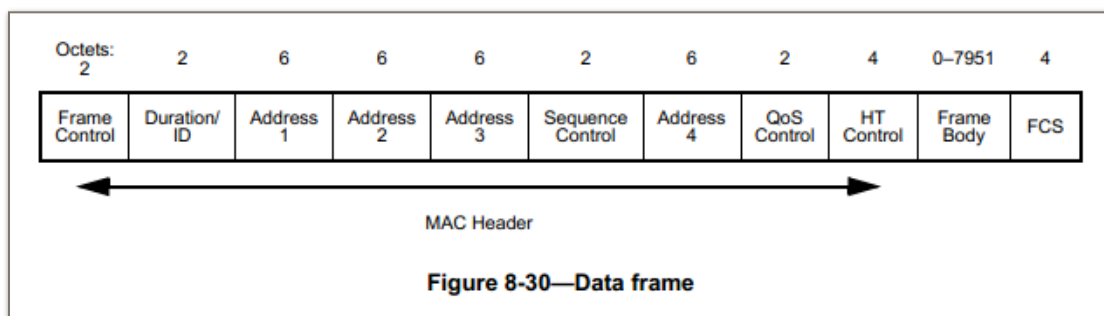 Octets:
2 2 6 6 6 2 6 2 4 0–7951 4
Frame Duration/ Address Address Address Sequence Address QoS HT Frame FCS
Control ID 1 2 3 Control 4 Control Control Body
MAC Header
Figure 8-30—Data frame